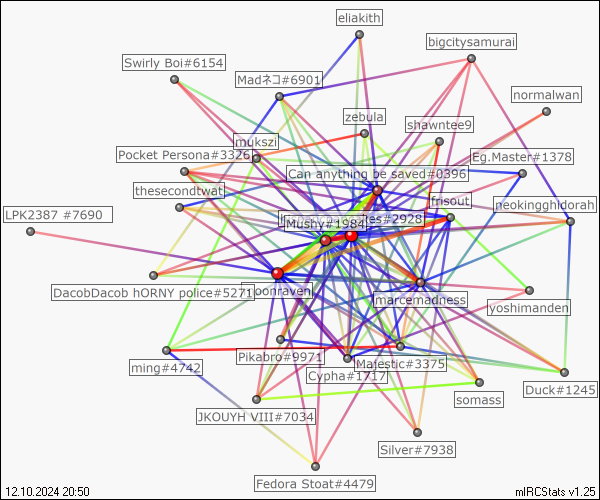 eliakith
bigcitysamurai
Swirly Boi#6154
Madネコ#6901
normalwan
zebula
shawntee9
mukszi
Pocket Persona#3326
Eg.Master#1378
Can anything be saved#0396
thesecondtwat
frisout
neokingghidorah
LPK2387 #7690
Mushy#1984
tes#2928
DacobDacob hORNY police#5271
oonraven
marcemadness
yoshimanden
Pikabro#9971
Majestic#3375
ming#4742
Cypha#1717
Duck#1245
somass
JKOUYH VIII#7034
Silver#7938
Fedora Stoat#4479
12.10.2024 20:50
mIRCStats v1.25